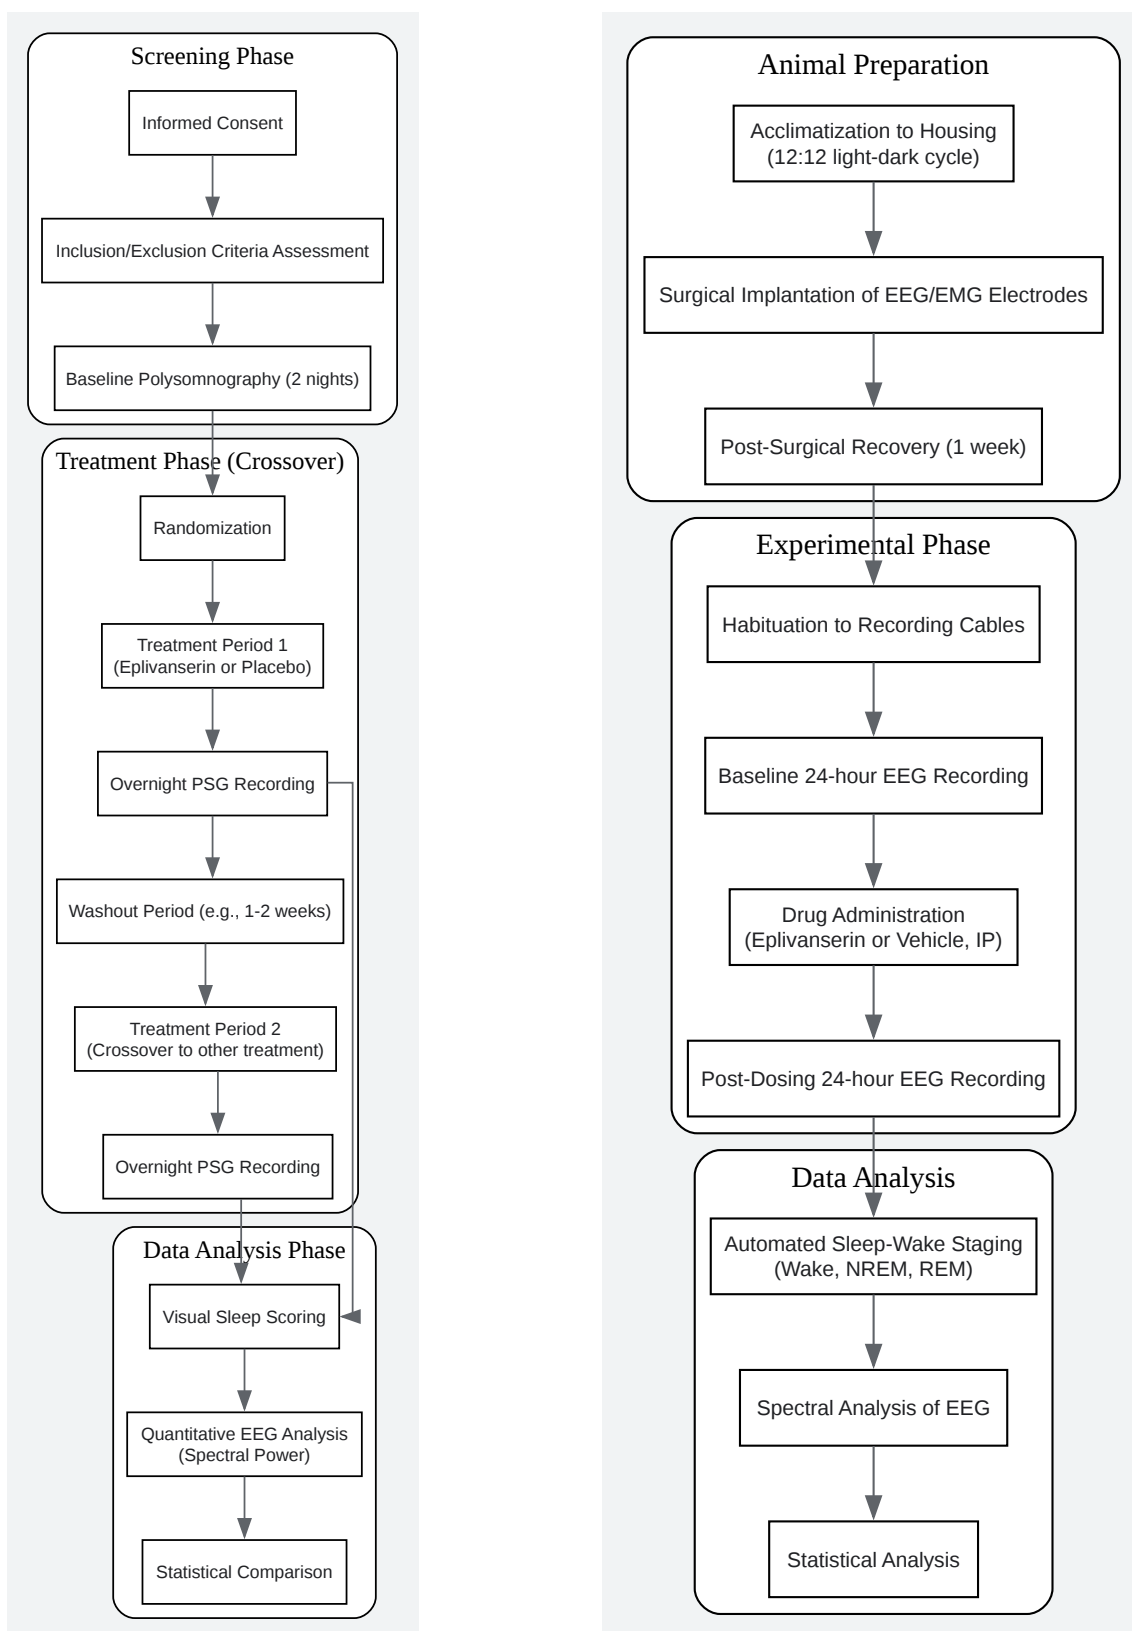 Screening Phase
Informed Consent
Inclusion/Exclusion Criteria Assessment
Baseline Polysomnography (2 nights)
Treatment Phase (Crossover)
Randomization
Treatment Period 1
(Eplivanserin or Placebo)
Overnight PSG Recording
Washout Period (e.g., 1-2 weeks)
Treatment Period 2
(Crossover to other treatment)
Overnight PSG Recording
Data Analysis Phase
Visual Sleep Scoring
Quantitative EEG Analysis
(Spectral Power)
Statistical Comparison
Animal Preparation
Acclimatization to Housing
(12:12 light-dark cycle)
Surgical Implantation of EEG/EMG Electrodes
Post-Surgical Recovery (1 week)
Experimental Phase
Habituation to Recording Cables
Baseline 24-hour EEG Recording
Drug Administration
(Eplivanserin or Vehicle, IP)
Post-Dosing 24-hour EEG Recording
Data Analysis
Automated Sleep-Wake Staging
(Wake, NREM, REM)
Spectral Analysis of EEG
Statistical Analysis